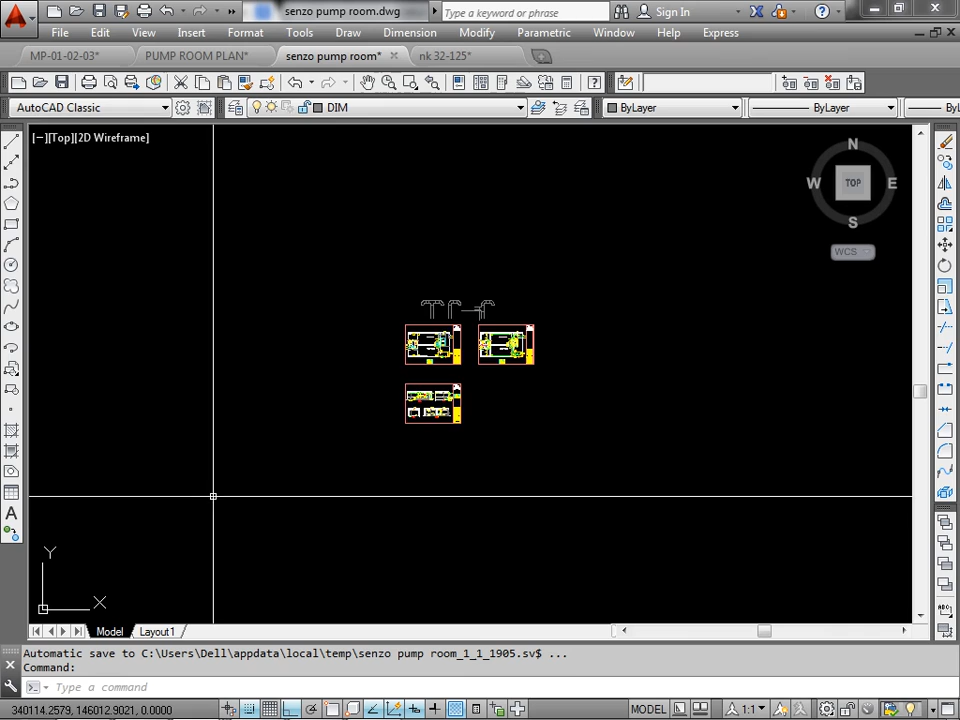 senzo pump room.dwg
Type a keyword or phrase
Sign In
File Edit View Insert Format Tools Draw Dimension Modify Parametric Window Help Express
MP-01-02-03* PUMP ROOM PLAN* senzo pump room* nk 32-125*
AutoCAD Classic DIM ByLayer ByLayer ByL
[−][Top][2D Wireframe]
N
W TOP E
S
WCS
Y
X
A
ABC
Model Layout1
Automatic save to C:\Users\Dell\appdata\local\temp\senzo pump room_1_1_1905.sv$ ...
Command:
Type a command
340114.2579, 146012.9021, 0.0000 MODEL 1:1